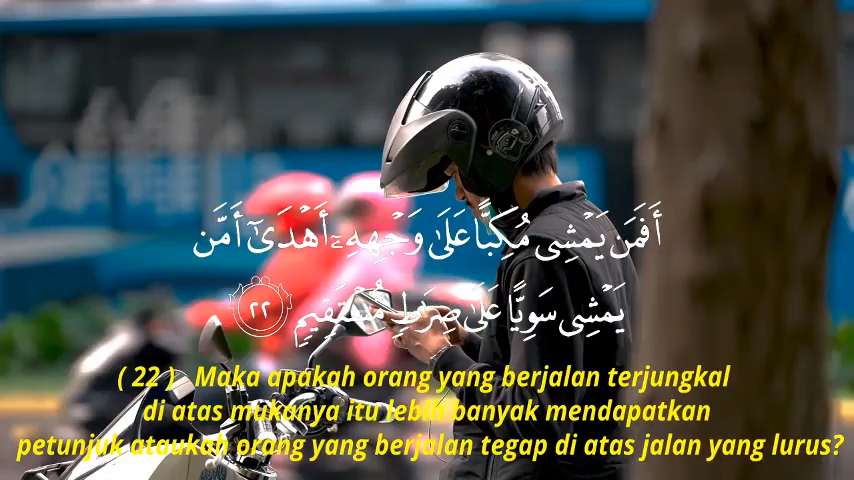 أَفَمَن يَمْشِى مُكِبًّا عَلَىٰ وَجْهِهِۦٓ أَهْدَىٰٓ أَمَّن
يَمْشِى سَوِيًّا عَلَىٰ صِرَٰطٍ مُّسْتَقِيمٍ ٢٢
( 22 ) Maka apakah orang yang berjalan terjungkal
di atas mukanya itu lebih banyak mendapatkan
petunjuk ataukah orang yang berjalan tegap di atas jalan yang lurus?